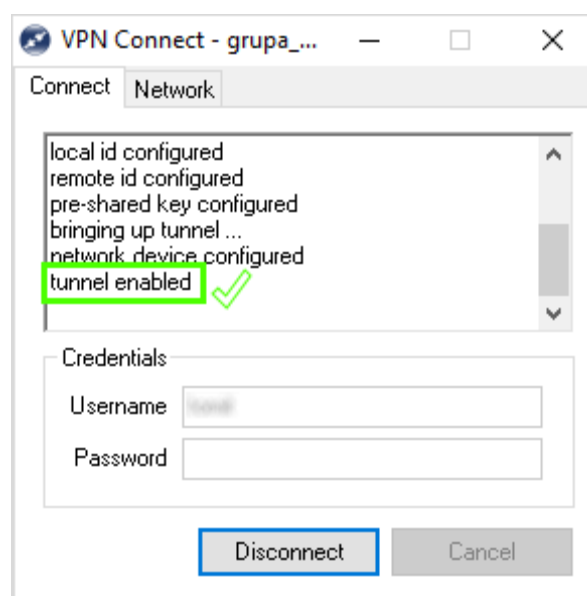 VPN Connect - grupa_...
Connect Network
local id configured
remote id configured
pre-shared key configured
bringing up tunnel ...
network device configured
tunnel enabled
Credentials
Username
Password
Disconnect Cancel